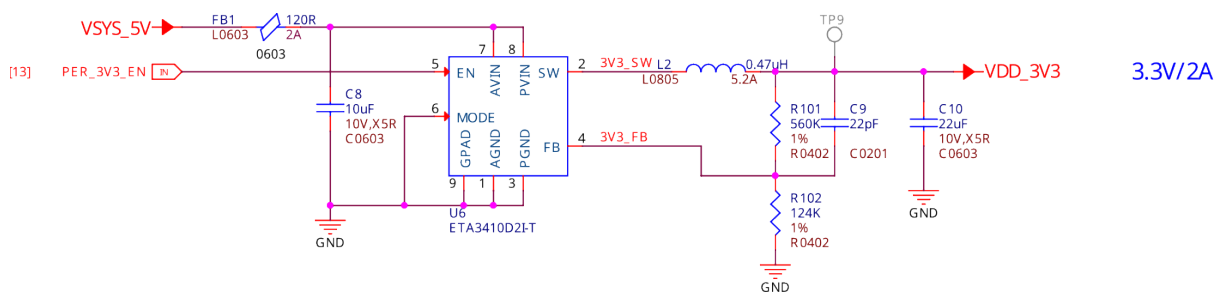 VSYS_5V
FB1
L0603
120R
2A
0603
TP9
[13]
PER_3V3_EN
IN
5
EN
7
AVIN
8
PVIN
SW
2
3V3_SW
L2
0.47uH
L0805
5.2A
VDD_3V3
3.3V/2A
C8
10uF
10V,X5R
C0603
6
MODE
GPAD
AGND
PGND
FB
4
3V3_FB
9
1
3
U6
ETA3410D2I-T
R101
560K
1%
R0402
C9
22pF
C0201
C10
22uF
10V,X5R
C0603
R102
124K
1%
R0402
GND
GND
GND